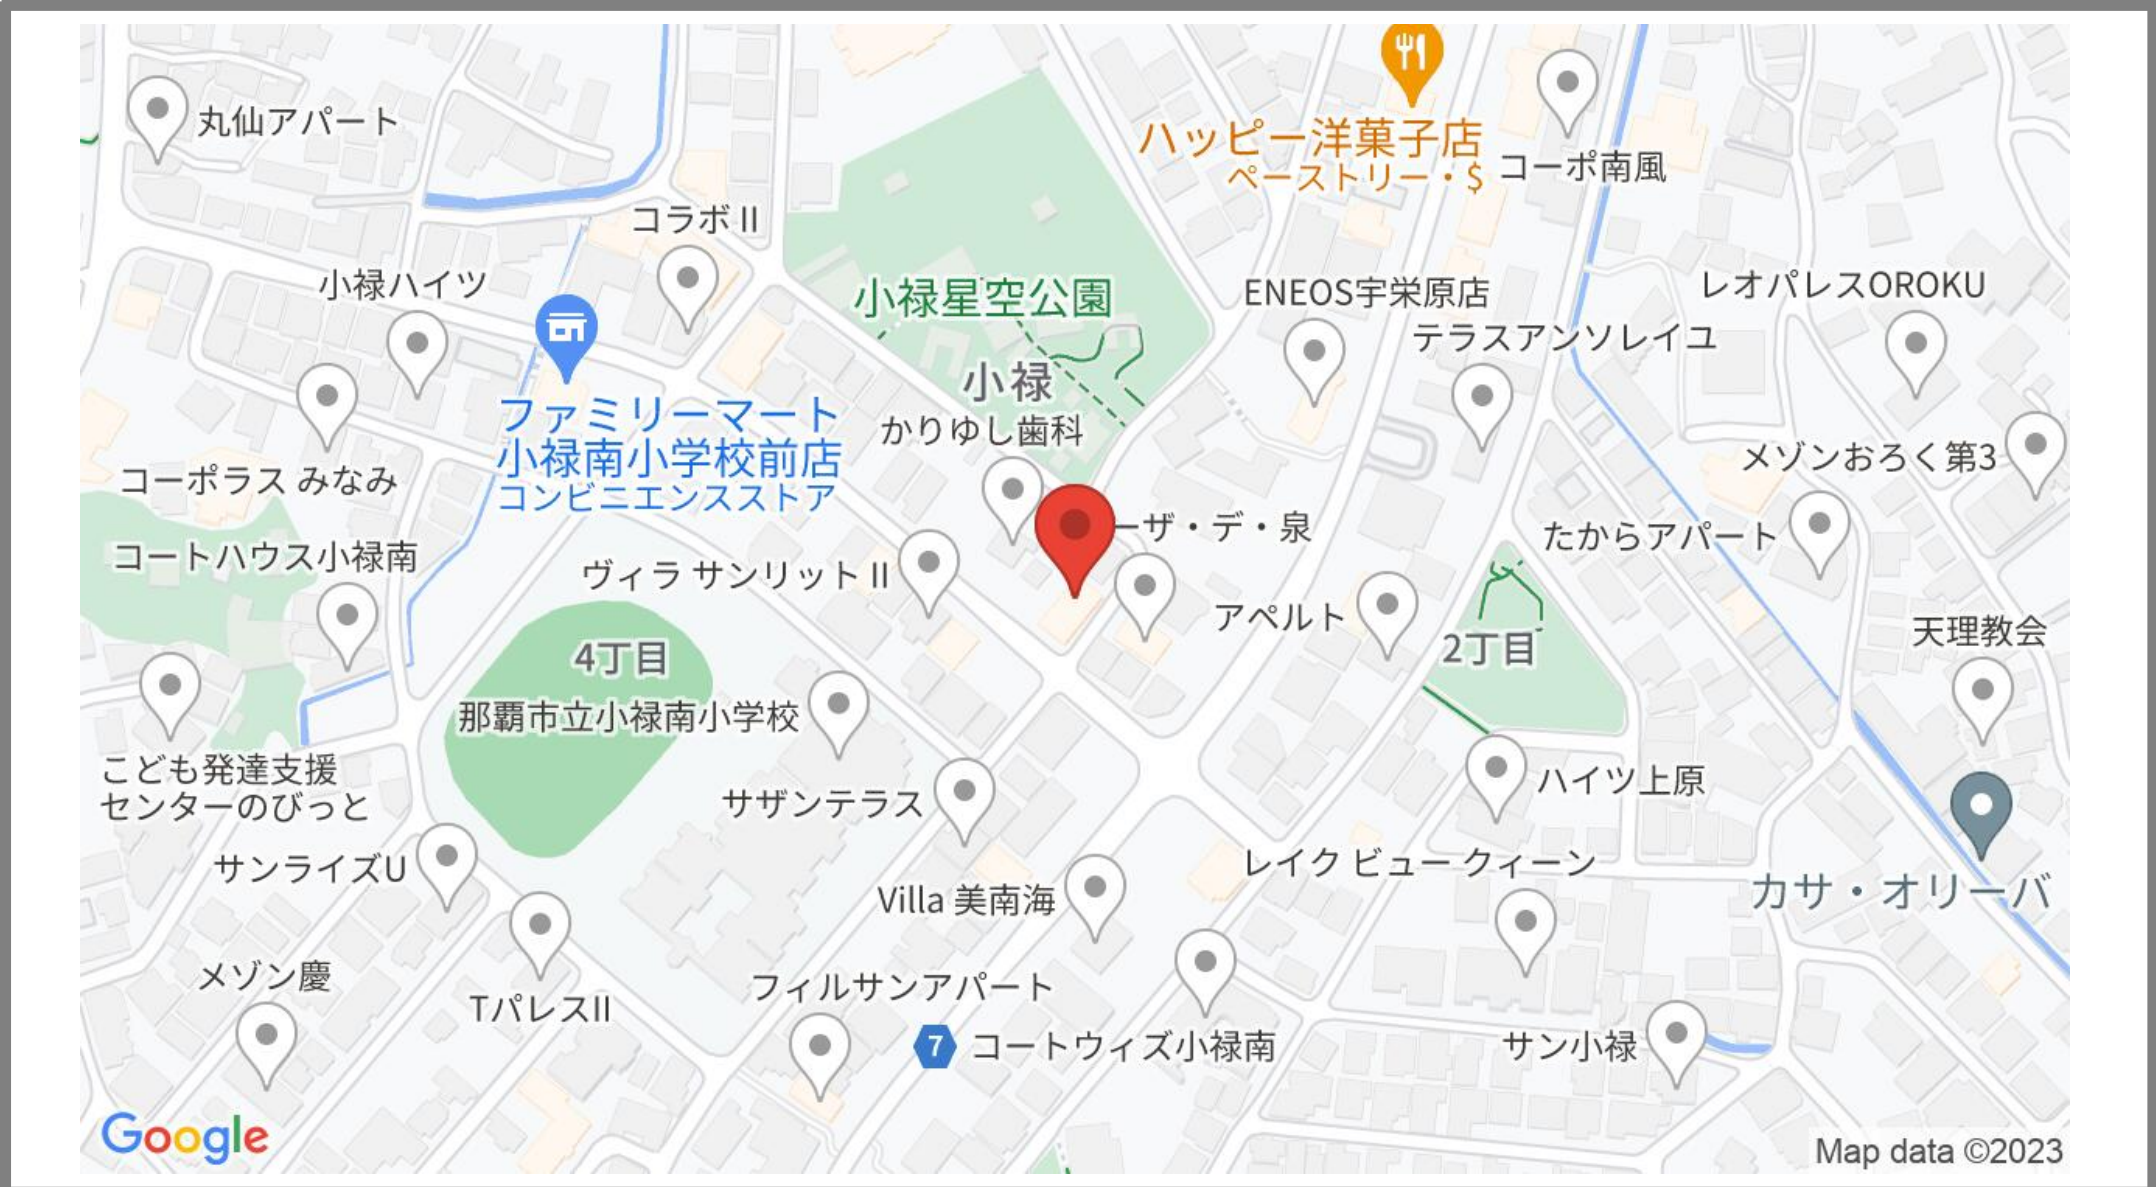 丸仙アパート
ハッピー洋菓子店
ペーストリー・$
コーポ南風
コラボ II
小禄ハイツ
小禄星空公園
ENEOS宇栄原店
レオパレスOROKU
テラスアンソレイユ
小禄
かりゆし歯科
ファミリーマート
小禄南小学校前店
コンビニエンスストア
コーポラス みなみ
メゾンおろく第3
ーザ・デ・泉
たからアパート
コートハウス小禄南
ヴィラ サンリット II
アペルト
4丁目
2丁目
天理教会
那覇市立小禄南小学校
こども発達支援
センターのびっと
サザンテラス
ハイツ上原
サンライズU
レイク ビュー クィーン
Villa 美南海
カサ・オリーバ
メゾン慶
TパレスII
フィルサンアパート
7
コートウィズ小禄南
サン小禄
Google
Map data ©2023